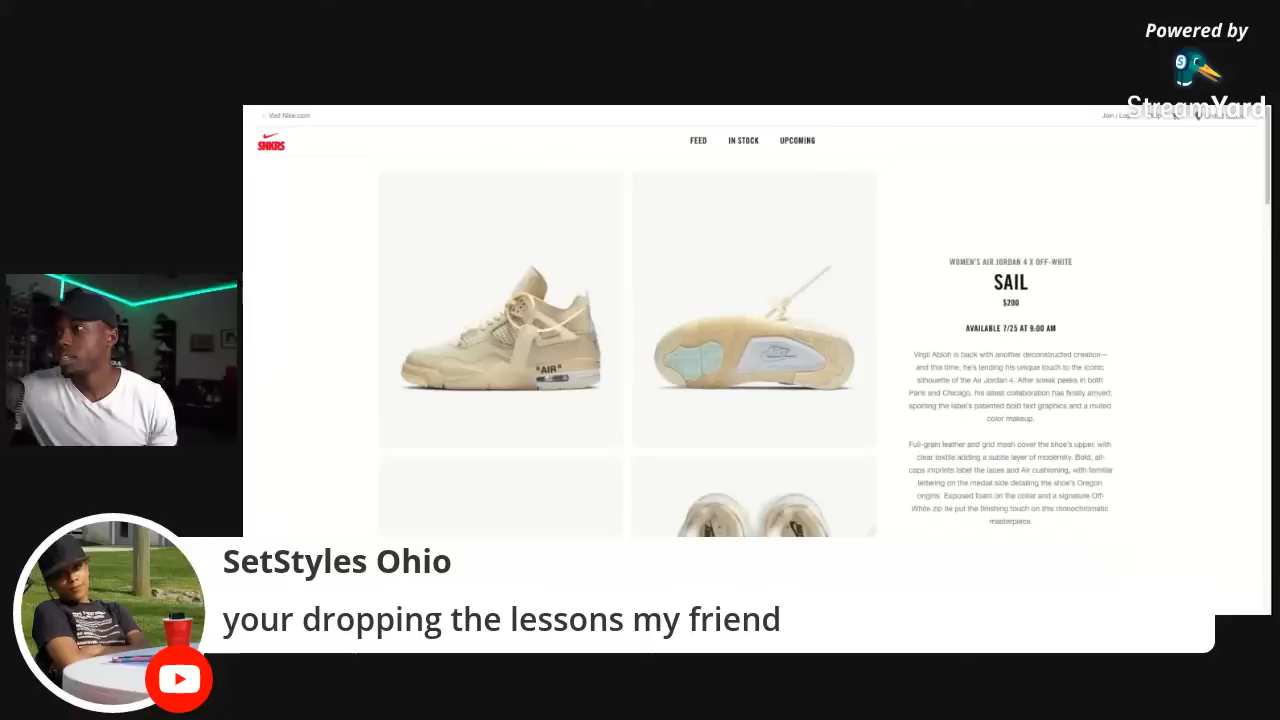 Powered by
StreamYard
Visit Nike.com
Join / Log
SNKRS
FEED
IN STOCK
UPCOMING
WOMEN'S AIR JORDAN 4 X OFF-WHITE
SAIL
$200
AVAILABLE 7/25 AT 9:00 AM
Virgil Abloh is back with another deconstructed creation—
and this time, he's lending his unique touch to the iconic
silhouette of the Air Jordan 4. After sneak peeks in both
Paris and Chicago, his latest collaboration has finally arrived,
sporting the label's patented bold text graphics and a muted
color makeup.
Full-grain leather and grid mesh cover the shoe's upper, with
clear textile adding a subtle layer of modernity. Bold, all-
caps imprints label the laces and Air cushioning, with familiar
lettering on the medial side detailing the shoe's Oregon
origins. Exposed foam on the collar and a signature Off-
White zip tie put the finishing touch on this monochromatic
masterpiece.
"AIR"
SetStyles Ohio
your dropping the lessons my friend